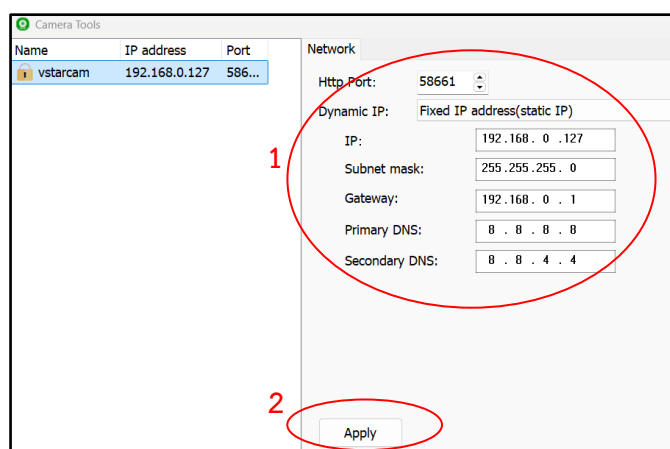 Camera Tools
Name IP address Port
vstarcam 192.168.0.127 586...
Network
Http Port: 58661
Dynamic IP: Fixed IP address(static IP)
1
IP: 192.168. 0 .127
Subnet mask: 255.255.255. 0
Gateway: 192.168. 0 . 1
Primary DNS: 8 . 8 . 8 . 8
Secondary DNS: 8 . 8 . 4 . 4
2
Apply